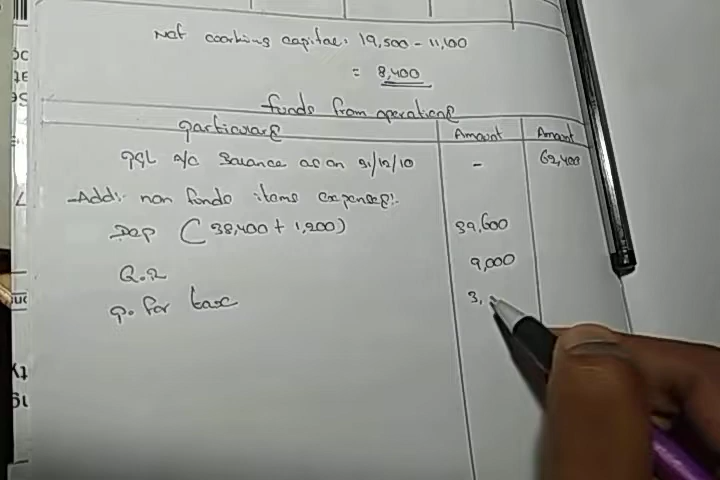 Net working capital: 19,500 - 11,100
= 8,400
Funds from operations
Particulars Amount Amount
P&L A/c Balance as on 31/12/10 - 62,400
Add:- non funds items expenses:-
Dep (38,400 + 1,200) 39,600
G.R 9,000
P. for tax 3,